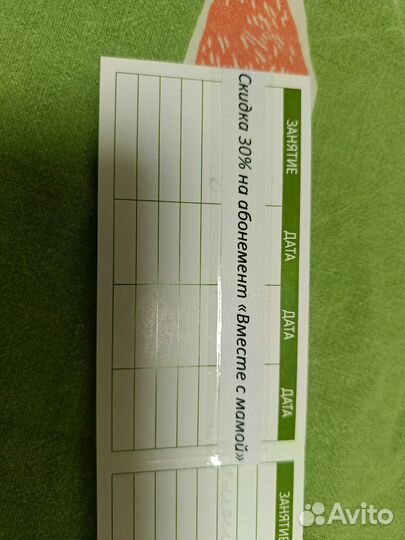 ЗАНЯТИЕ ДАТА ДАТА ДАТА
Скидка 30% на абонемент «Вместе с мамой»
ЗАНЯТИЕ
Avito